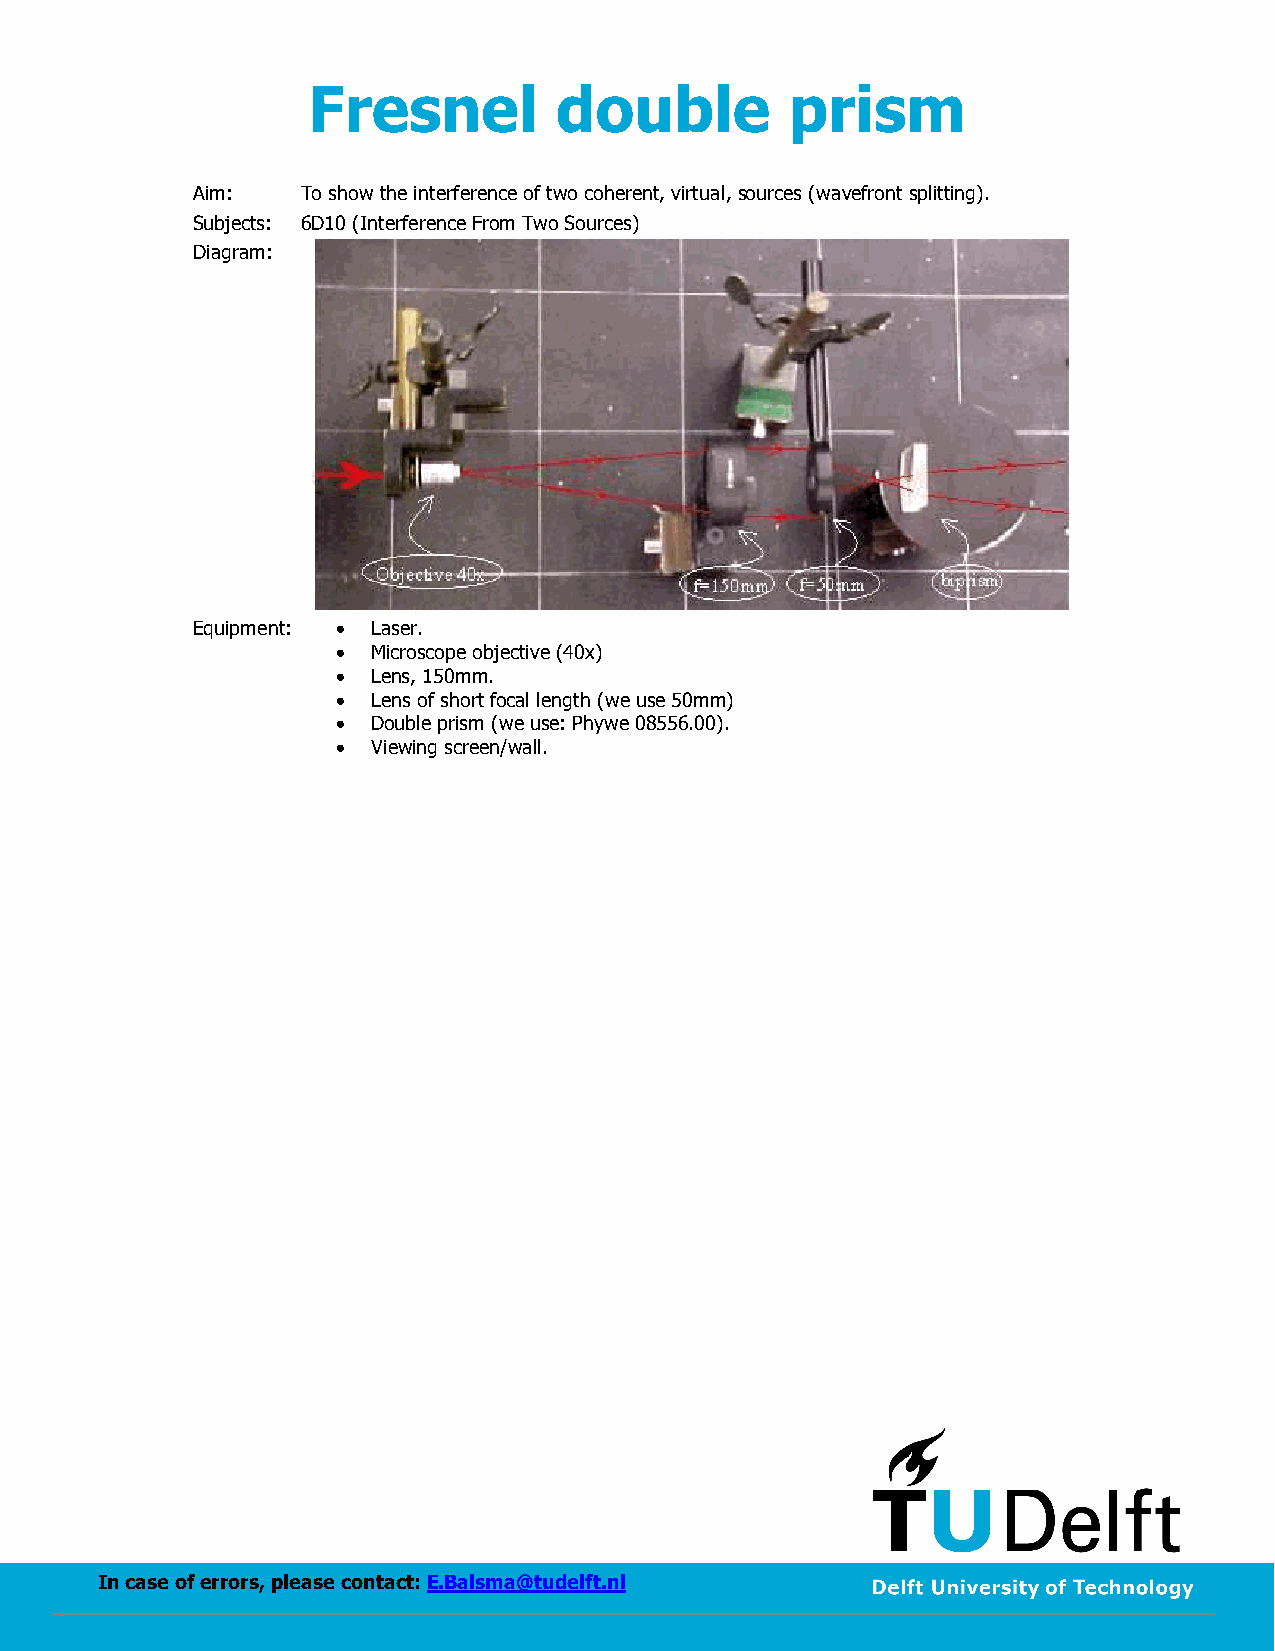 Fresnel double prism
Aim: To show the interference of two coherent, virtual, sources (wavefront splitting).
Subjects: 6D10 (Interference From Two Sources)
Diagram:
Objective 40x
f=150mm
f=50mm
biprism
Equipment: • Laser.
• Microscope objective (40x)
• Lens, 150mm.
• Lens of short focal length (we use 50mm)
• Double prism (we use: Phywe 08556.00).
• Viewing screen/wall.
TUDelft
In case of errors, please contact: E.Balsma@tudelft.nl
Delft University of Technology